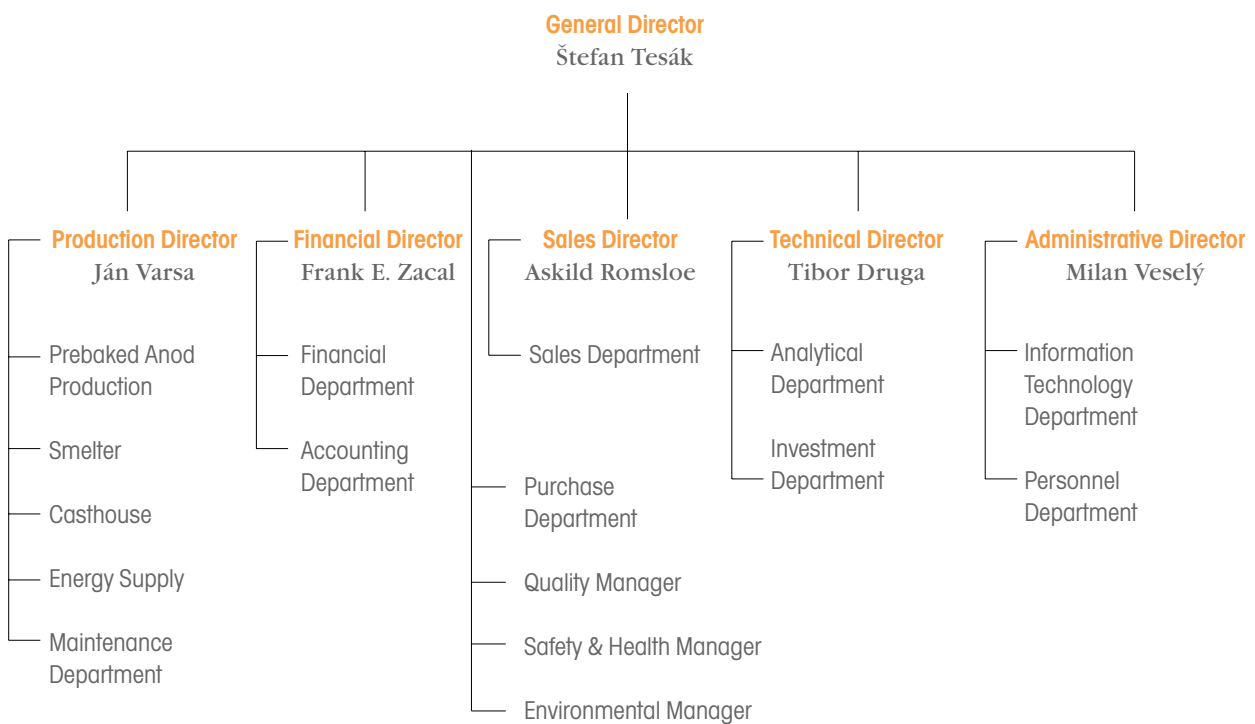 General Director
Štefan Tesák
Production Director
Ján Varsa
Prebaked Anod
Production
Smelter
Casthouse
Energy Supply
Maintenance
Department
Financial Director
Frank E. Zacal
Financial
Department
Accounting
Department
Sales Director
Askild Romsloe
Sales Department
Purchase
Department
Quality Manager
Safety & Health Manager
Environmental Manager
Technical Director
Tibor Druga
Analytical
Department
Investment
Department
Administrative Director
Milan Veselý
Information
Technology
Department
Personnel
Department